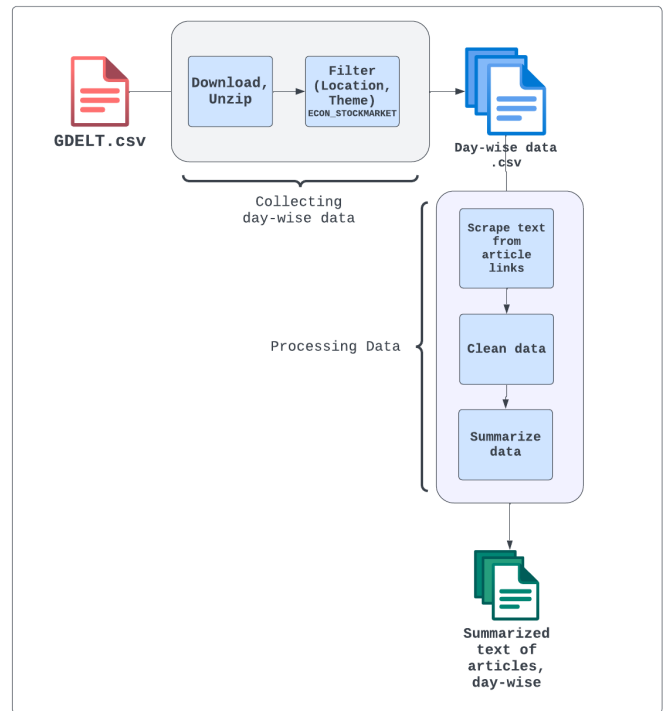 GDELT.csv
Download,
Unzip
Filter
(Location,
Theme)
ECON_STOCKMARKET
Day-wise data
.csv
Collecting
day-wise data
Scrape text
from
article
links
Clean data
Summarize
data
Processing Data
Summarized
text of
articles,
day-wise